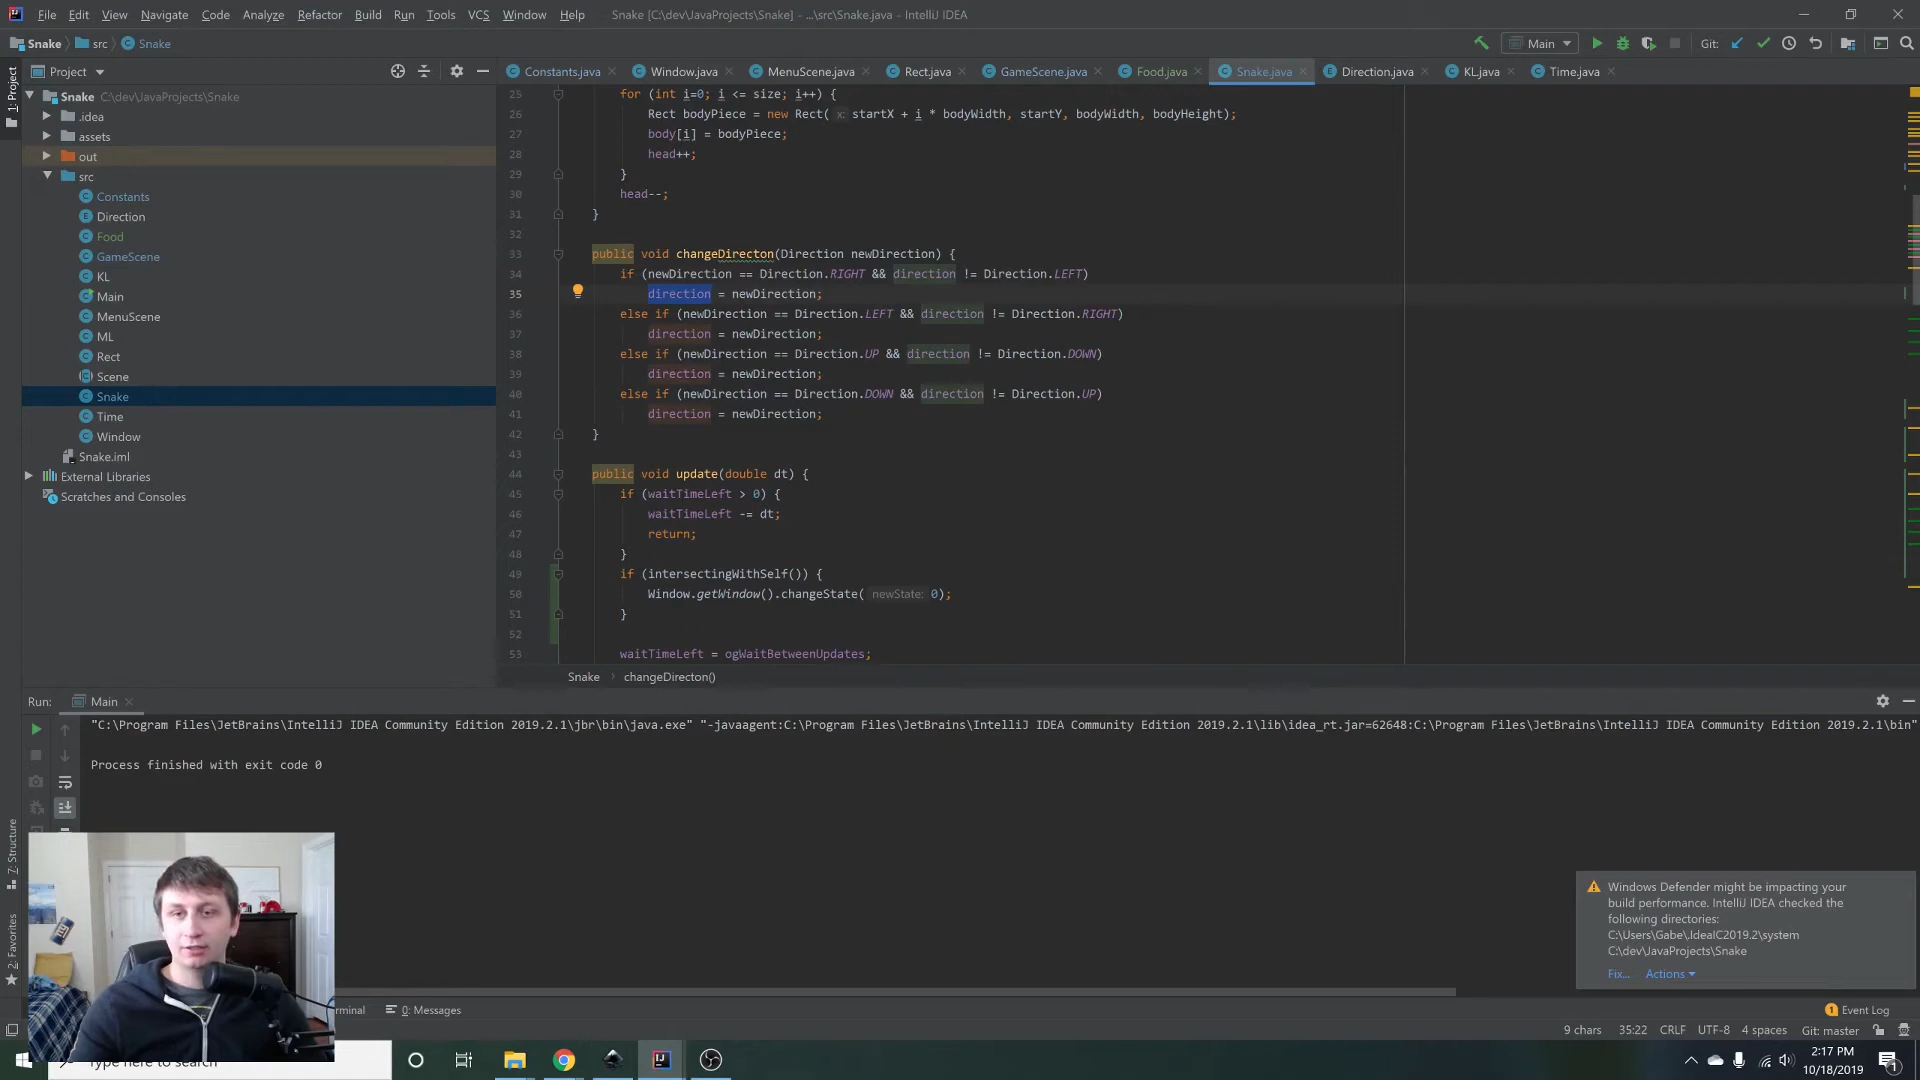 File Edit View Navigate Code Analyze Refactor Build Run Tools VCS Window Help Snake [C:\dev\JavaProjects\Snake] - ...\src\Snake.java - IntelliJ IDEA
Snake src Snake Main Git:
Project Constants.java Window.java MenuScene.java Rect.java GameScene.java Food.java Snake.java Direction.java KL.java Time.java
1: Project
Snake C:\dev\JavaProjects\Snake
.idea
assets
out
src
Constants
Direction
Food
GameScene
KL
Main
MenuScene
ML
Rect
Scene
Snake
Time
Window
Snake.iml
External Libraries
Scratches and Consoles
25 for (int i=0; i <= size; i++) {
26 Rect bodyPiece = new Rect( x: startX + i * bodyWidth, startY, bodyWidth, bodyHeight);
27 body[i] = bodyPiece;
28 head++;
29 }
30 head--;
31 }
32
33 public void changeDirecton(Direction newDirection) {
34 if (newDirection == Direction.RIGHT && direction != Direction.LEFT)
35 direction = newDirection;
36 else if (newDirection == Direction.LEFT && direction != Direction.RIGHT)
37 direction = newDirection;
38 else if (newDirection == Direction.UP && direction != Direction.DOWN)
39 direction = newDirection;
40 else if (newDirection == Direction.DOWN && direction != Direction.UP)
41 direction = newDirection;
42 }
43
44 public void update(double dt) {
45 if (waitTimeLeft > 0) {
46 waitTimeLeft -= dt;
47 return;
48 }
49 if (intersectingWithSelf()) {
50 Window.getWindow().changeState( newState: 0);
51 }
52
53 waitTimeLeft = ogWaitBetweenUpdates;
Snake changeDirecton()
Run: Main
"C:\Program Files\JetBrains\IntelliJ IDEA Community Edition 2019.2.1\jbr\bin\java.exe" "-javaagent:C:\Program Files\JetBrains\IntelliJ IDEA Community Edition 2019.2.1\lib\idea_rt.jar=62648:C:\Program Files\JetBrains\IntelliJ IDEA Community Edition 2019.2.1\bin"
Process finished with exit code 0
7: Structure
2: Favorites
Windows Defender might be impacting your
build performance. IntelliJ IDEA checked the
following directories:
C:\Users\Gabe\.IdeaIC2019.2\system
C:\dev\JavaProjects\Snake
Fix... Actions
rminal 0: Messages 1 Event Log
9 chars 35:22 CRLF UTF-8 4 spaces Git: master
Type here to search
2:17 PM
10/18/2019
1